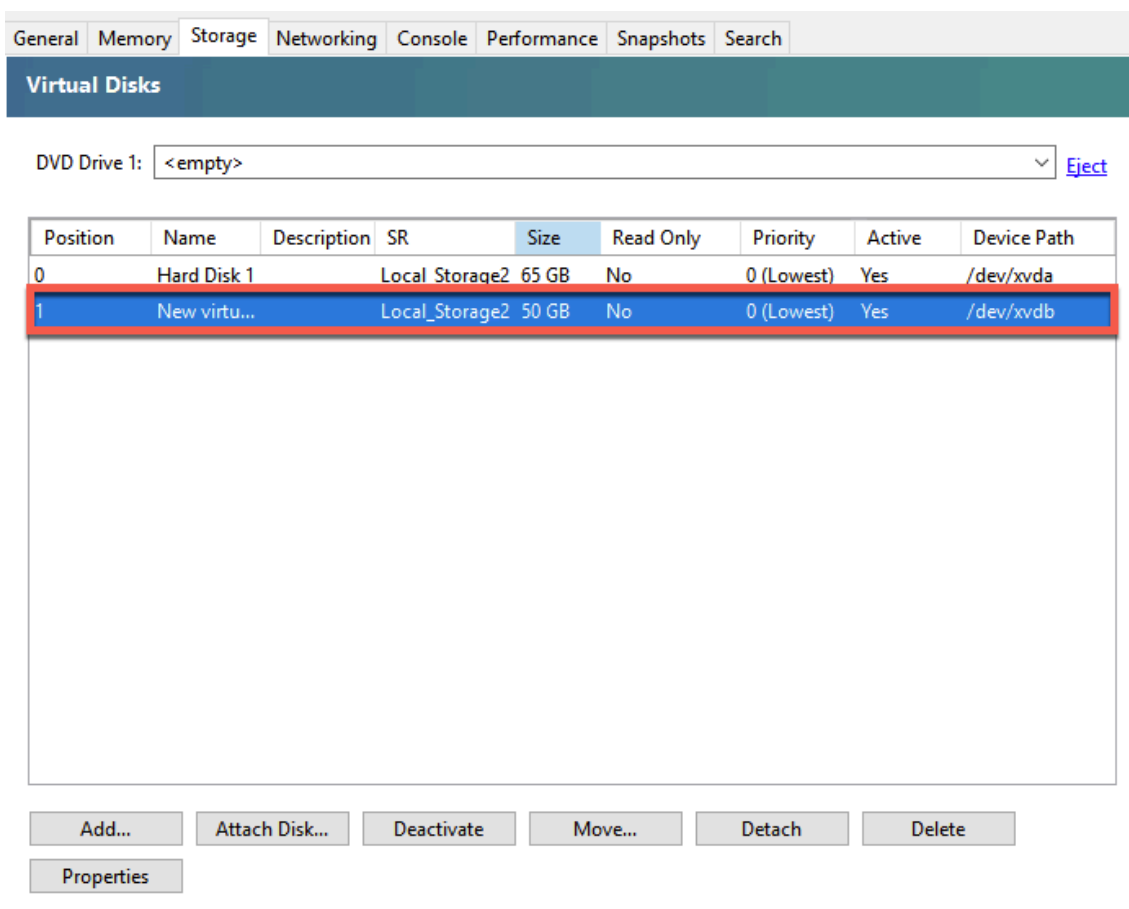 General Memory Storage Networking Console Performance Snapshots Search
Virtual Disks
DVD Drive 1: <empty> Eject
Position Name Description SR Size Read Only Priority Active Device Path
0 Hard Disk 1 Local_Storage2 65 GB No 0 (Lowest) Yes /dev/xvda
1 New virtu... Local_Storage2 50 GB No 0 (Lowest) Yes /dev/xvdb
Add... Attach Disk... Deactivate Move... Detach Delete
Properties